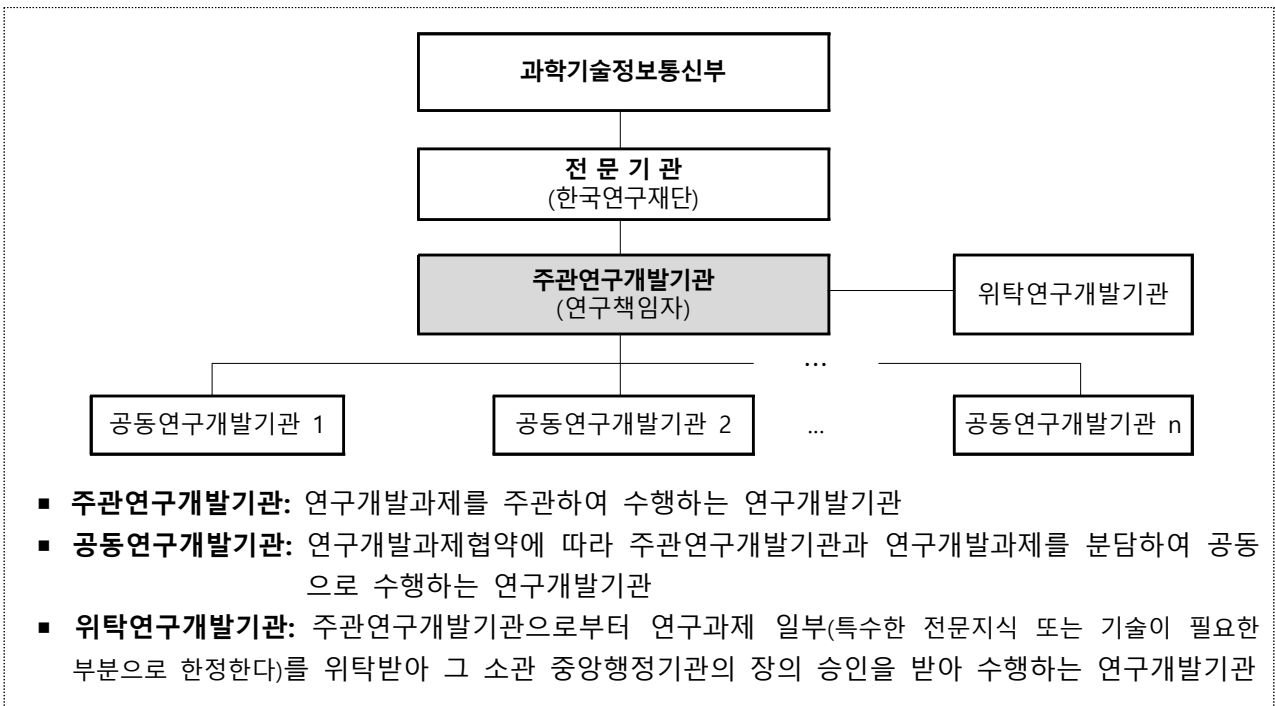 과학기술정보통신부
전 문 기 관
(한국연구재단)
주관연구개발기관
(연구책임자)
위탁연구개발기관
...
공동연구개발기관 1
공동연구개발기관 2
...
공동연구개발기관 n
▪ 주관연구개발기관: 연구개발과제를 주관하여 수행하는 연구개발기관
▪ 공동연구개발기관: 연구개발과제협약에 따라 주관연구개발기관과 연구개발과제를 분담하여 공동
으로 수행하는 연구개발기관
▪ 위탁연구개발기관: 주관연구개발기관으로부터 연구과제 일부(특수한 전문지식 또는 기술이 필요한
부분으로 한정한다)를 위탁받아 그 소관 중앙행정기관의 장의 승인을 받아 수행하는 연구개발기관